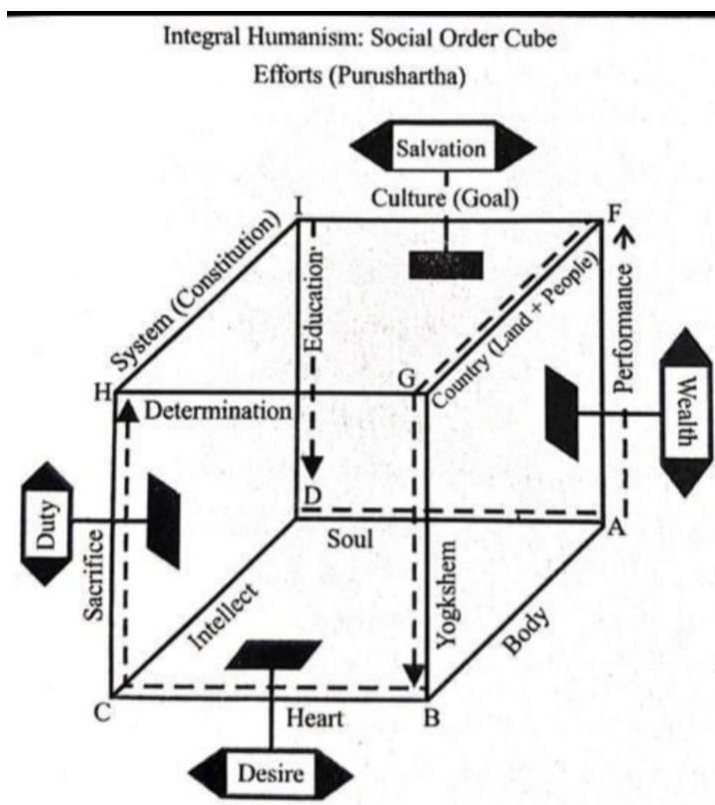 Integral Humanism: Social Order Cube
Efforts (Purushartha)
Salvation
Culture (Goal)
I
F
System (Constitution)
Education
Country (Land + People)
Performance
H
G
Determination
Wealth
Duty
D
A
Soul
Sacrifice
Intellect
Yogkshem
Body
C
Heart
B
Desire